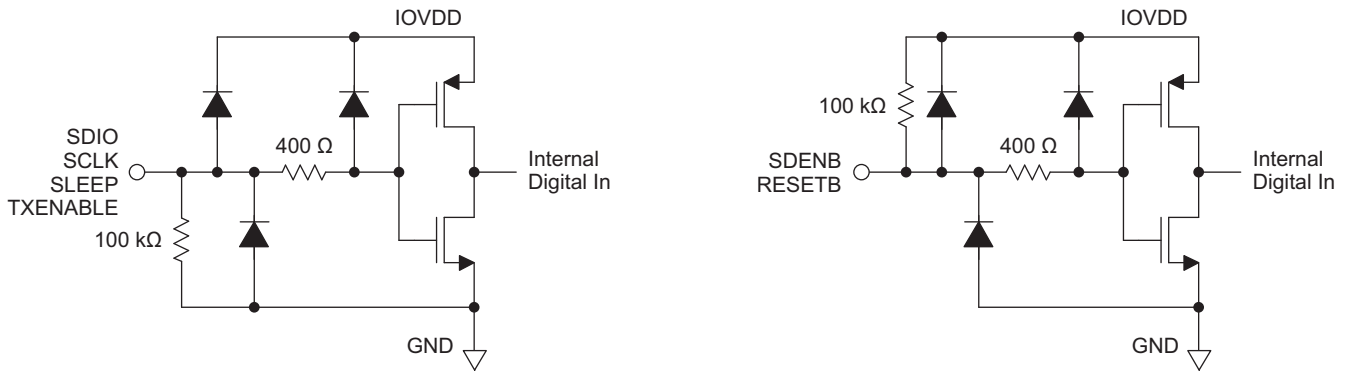 IOVDD
SDIO
SCLK
SLEEP
TXENABLE
400 Ω
100 kΩ
Internal
Digital In
GND
IOVDD
100 kΩ
400 Ω
SDENB
RESETB
Internal
Digital In
GND